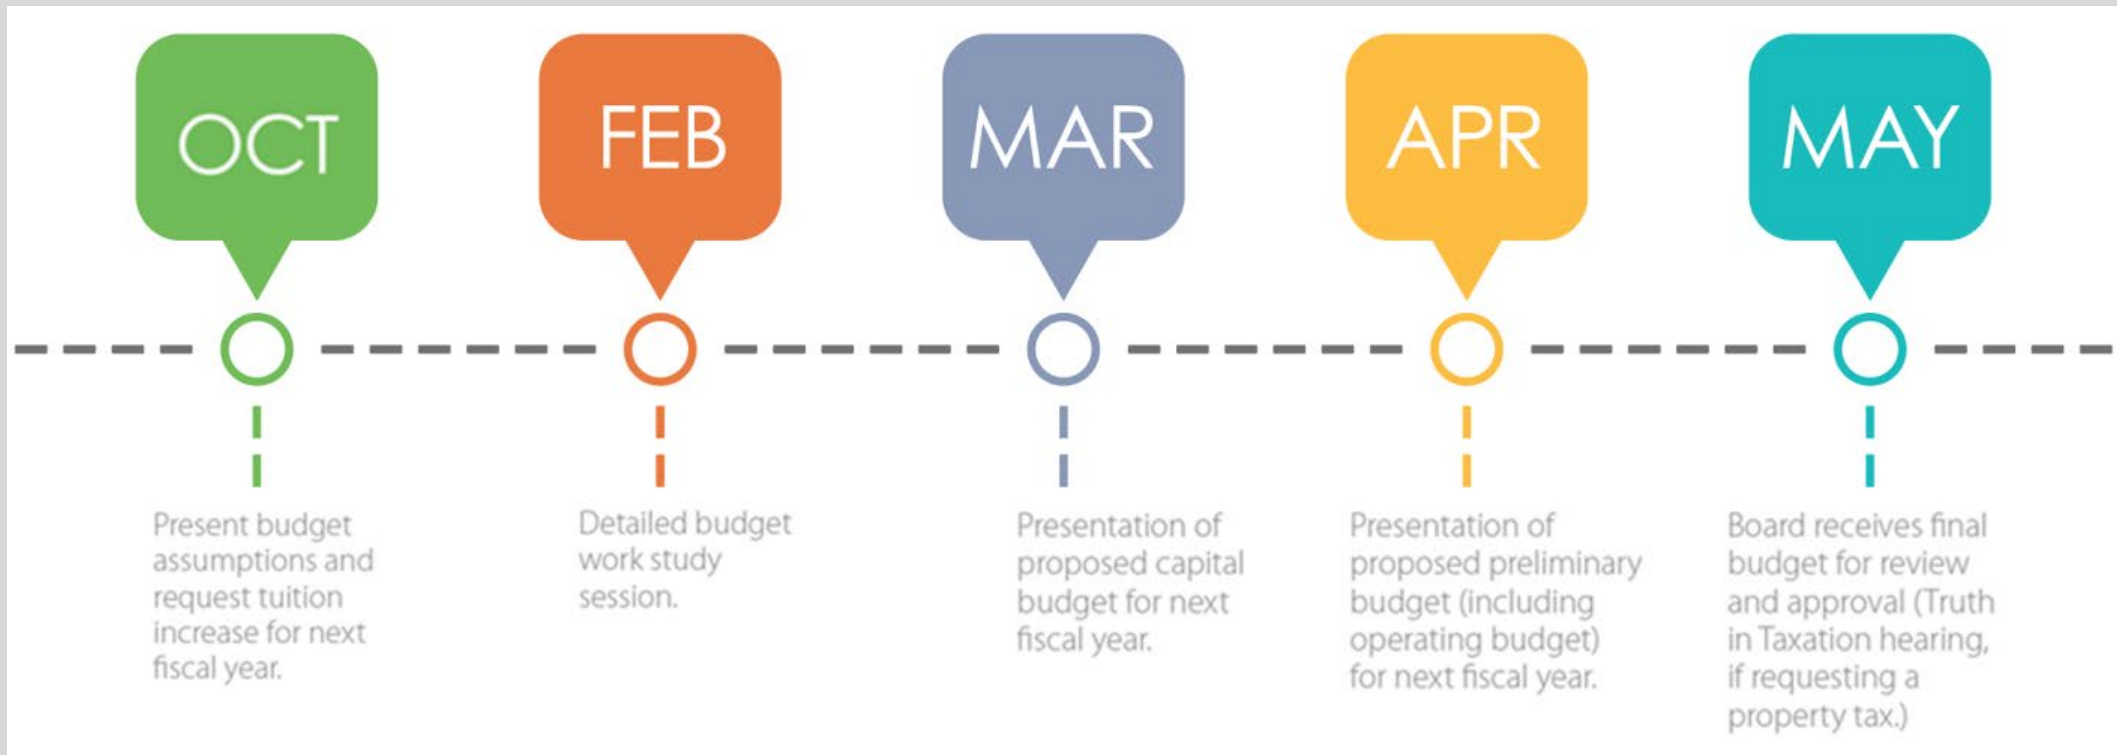 OCT
FEB
MAR
APR
MAY
Present budget
assumptions and
request tuition
increase for next
fiscal year.
Detailed budget
work study
session.
Presentation of
proposed capital
budget for next
fiscal year.
Presentation of
proposed preliminary
budget (including
operating budget)
for next fiscal year.
Board receives final
budget for review
and approval (Truth
in Taxation hearing,
if requesting a
property tax.)